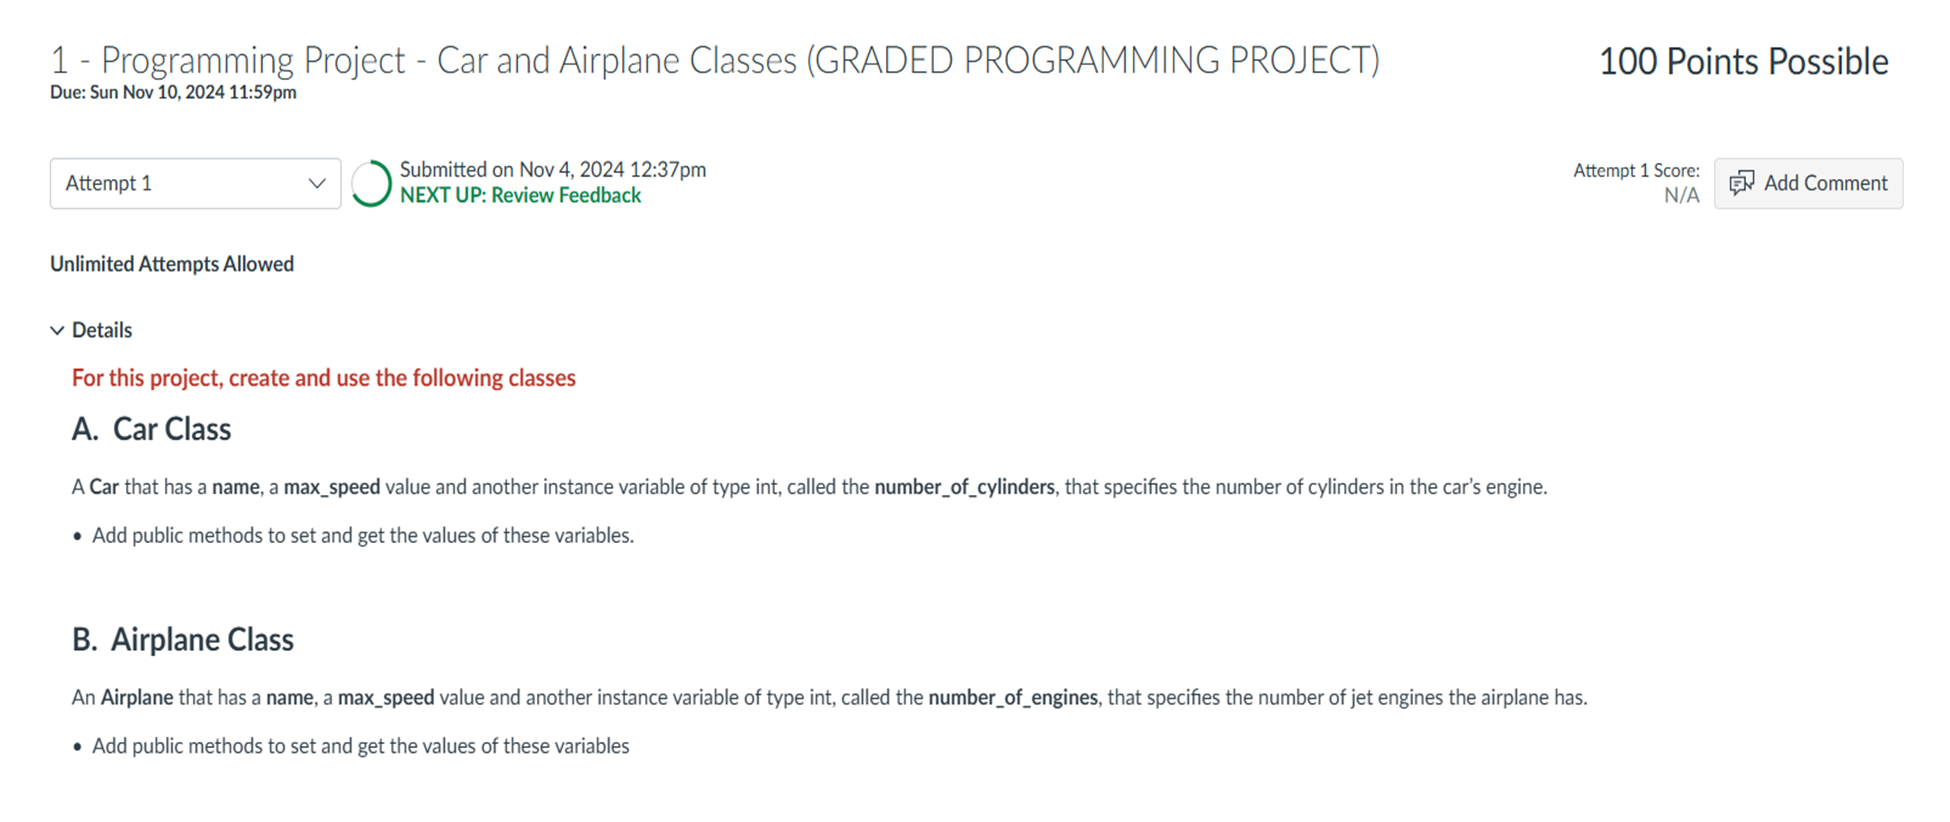 1 - Programming Project - Car and Airplane Classes (GRADED PROGRAMMING PROJECT)
100 Points Possible
Due: Sun Nov 10, 2024 11:59pm
Attempt 1
Submitted on Nov 4, 2024 12:37pm
NEXT UP: Review Feedback
Attempt 1 Score:
N/A
Add Comment
Unlimited Attempts Allowed
Details
For this project, create and use the following classes
A. Car Class
A Car that has a name, a max_speed value and another instance variable of type int, called the number_of_cylinders, that specifies the number of cylinders in the car’s engine.
• Add public methods to set and get the values of these variables.
B. Airplane Class
An Airplane that has a name, a max_speed value and another instance variable of type int, called the number_of_engines, that specifies the number of jet engines the airplane has.
• Add public methods to set and get the values of these variables